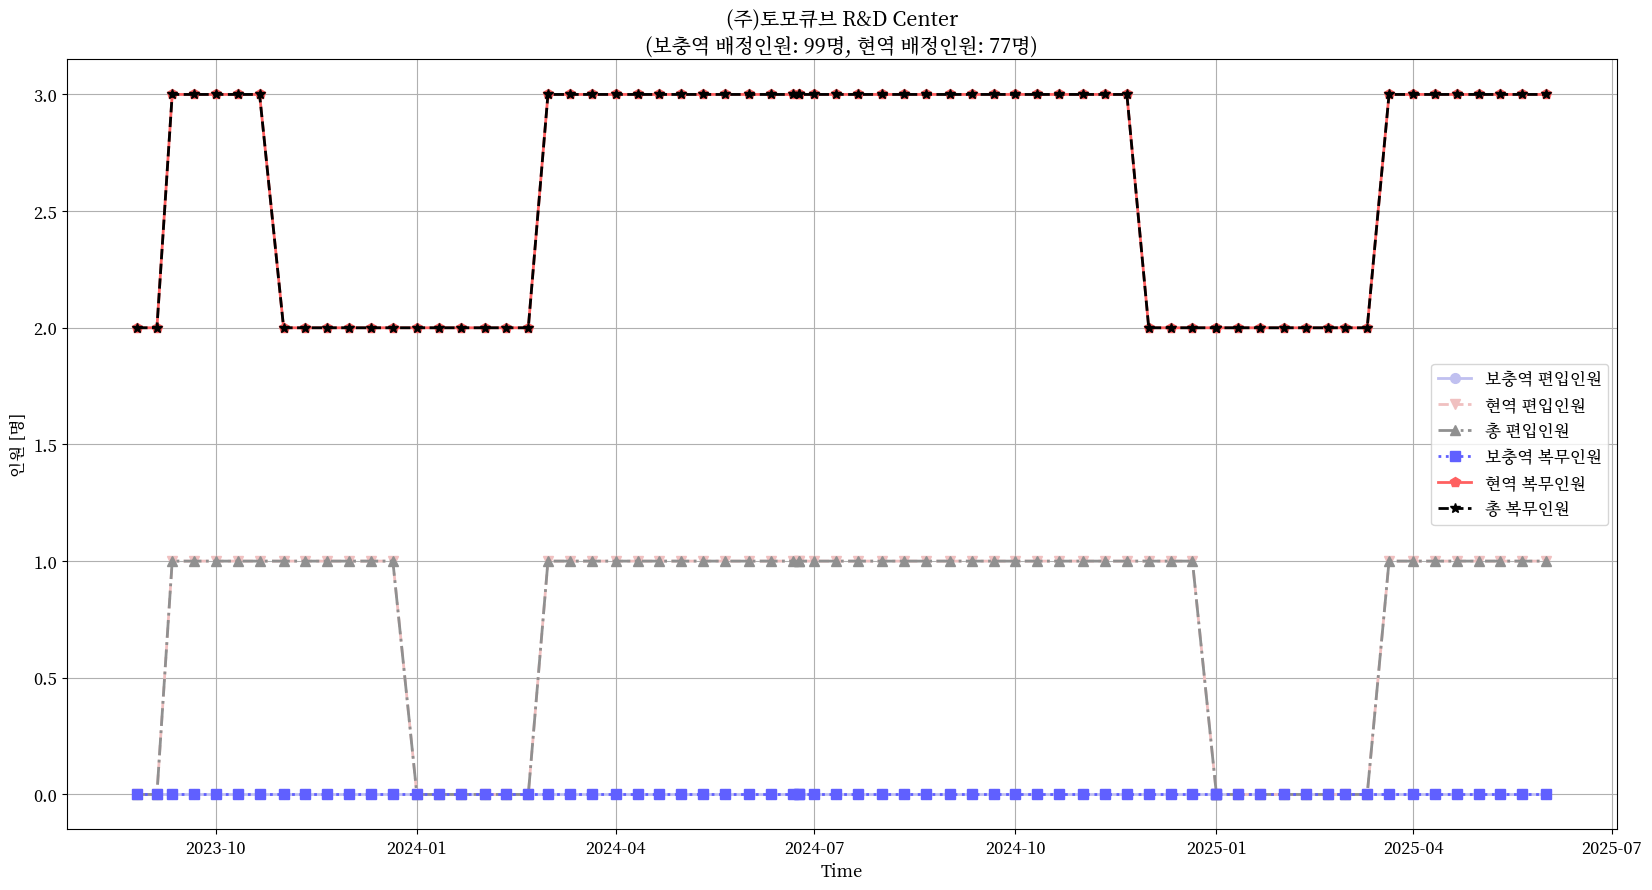 (주)토모큐브 R&D Center
(보충역 배정인원: 99명, 현역 배정인원: 77명)
인원 [명]
3.0
2.5
2.0
1.5
1.0
0.5
0.0
보충역 편입인원
현역 편입인원
총 편입인원
보충역 복무인원
현역 복무인원
총 복무인원
2023-10
2024-01
2024-04
2024-07
2024-10
2025-01
2025-04
2025-07
Time